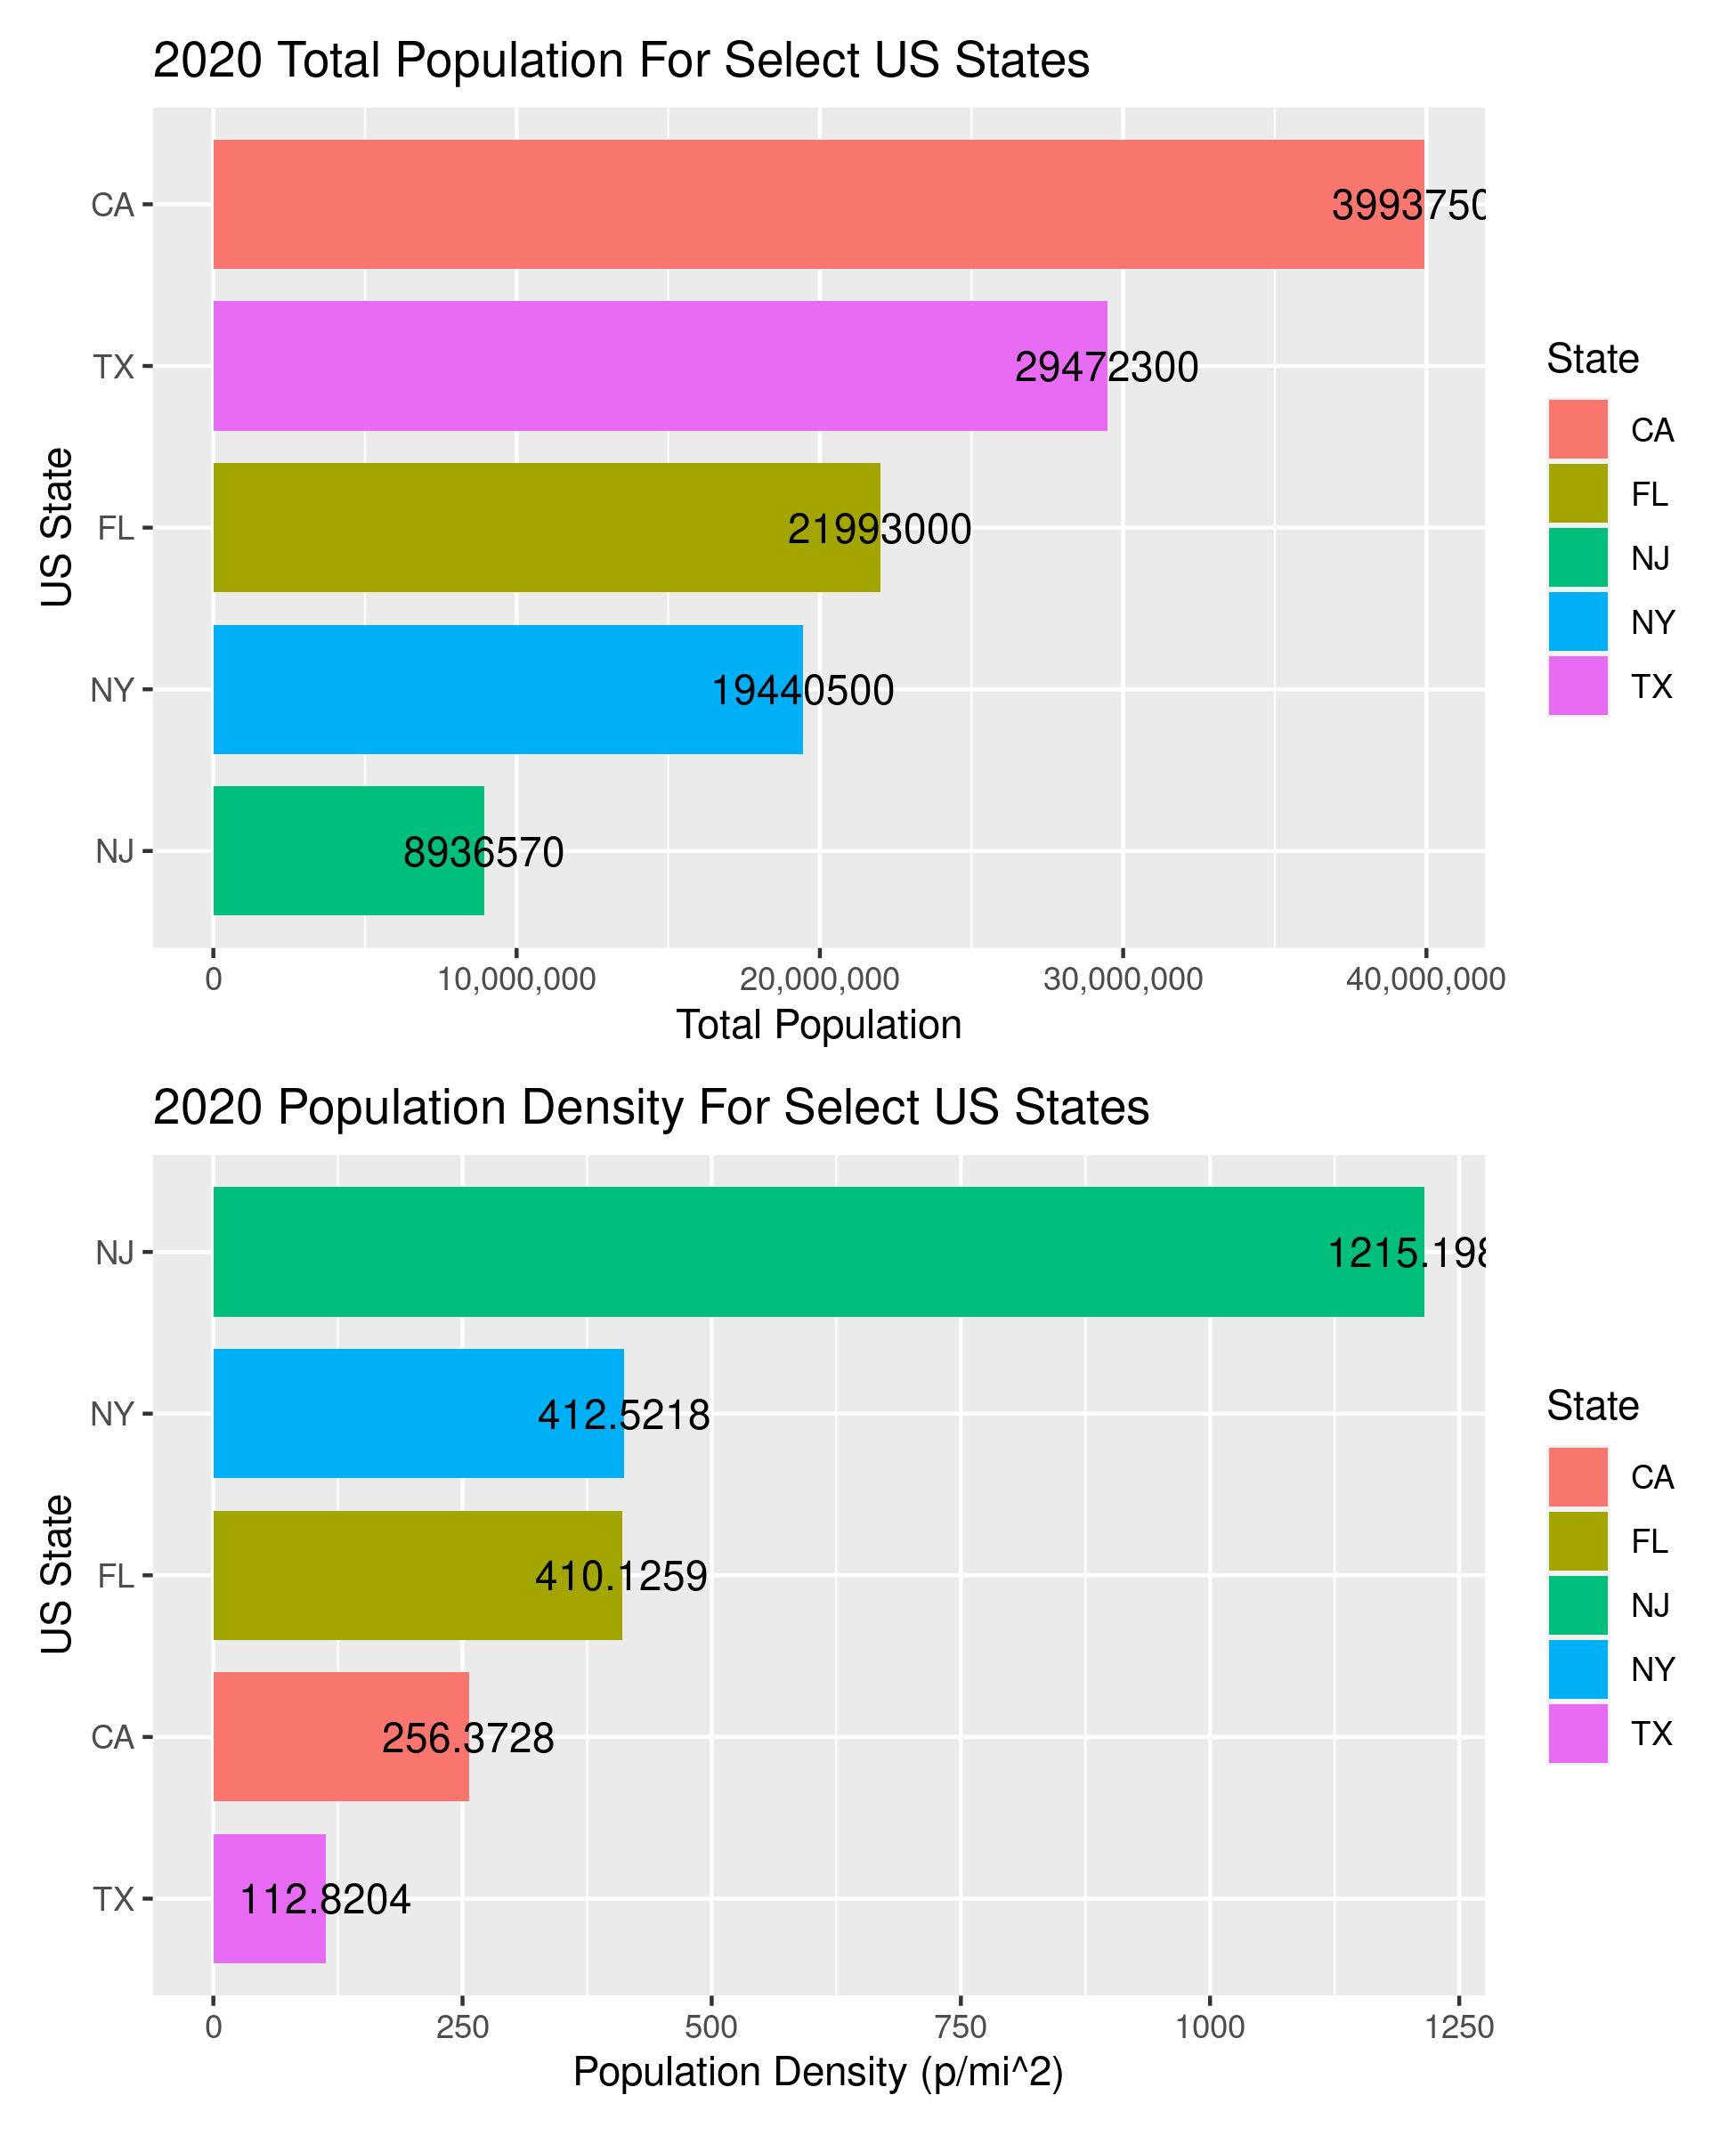 2020 Total Population For Select US States
CA
3993750
TX
29472300
FL
21993000
NY
19440500
NJ
8936570
0 10,000,000 20,000,000 30,000,000 40,000,000
Total Population
US State
State
CA
FL
NJ
NY
TX
2020 Population Density For Select US States
NJ
1215.198
NY
412.5218
FL
410.1259
CA
256.3728
TX
112.8204
0 250 500 750 1000 1250
Population Density (p/mi^2)
US State
State
CA
FL
NJ
NY
TX